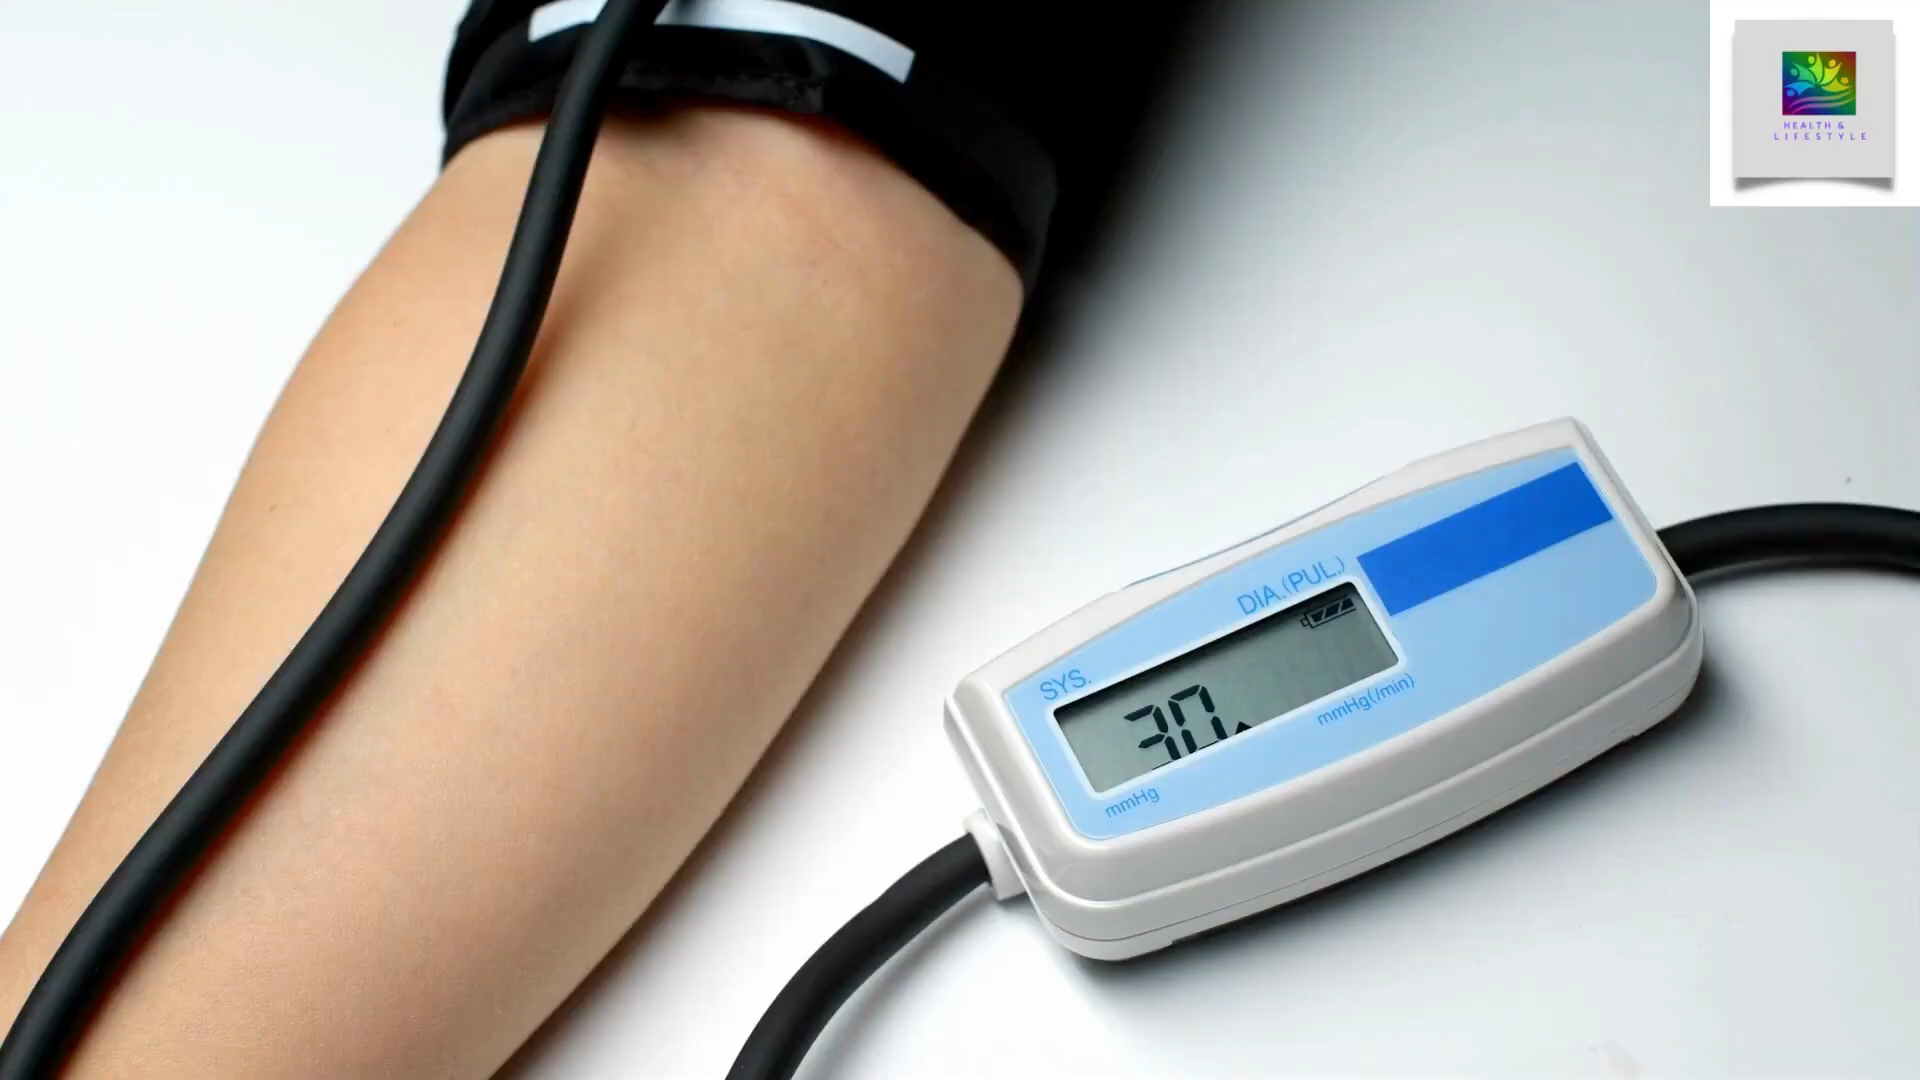 HEALTH &
LIFESTYLE
DIA.(PUL.)
SYS.
30
mmHg(/min)
mmHg